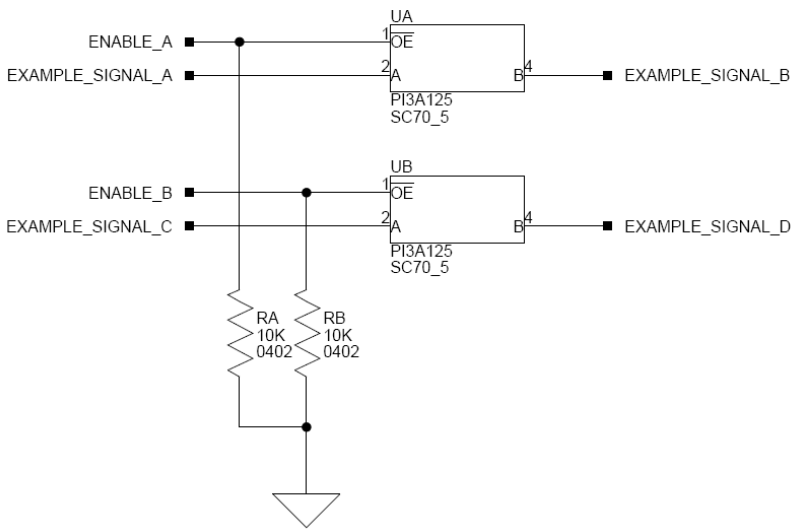 UA
ENABLE_A
1
OE
EXAMPLE_SIGNAL_A
2
A
B
4
EXAMPLE_SIGNAL_B
PI3A125
SC70_5
UB
ENABLE_B
1
OE
EXAMPLE_SIGNAL_C
2
A
B
4
EXAMPLE_SIGNAL_D
PI3A125
SC70_5
RA
10K
0402
RB
10K
0402